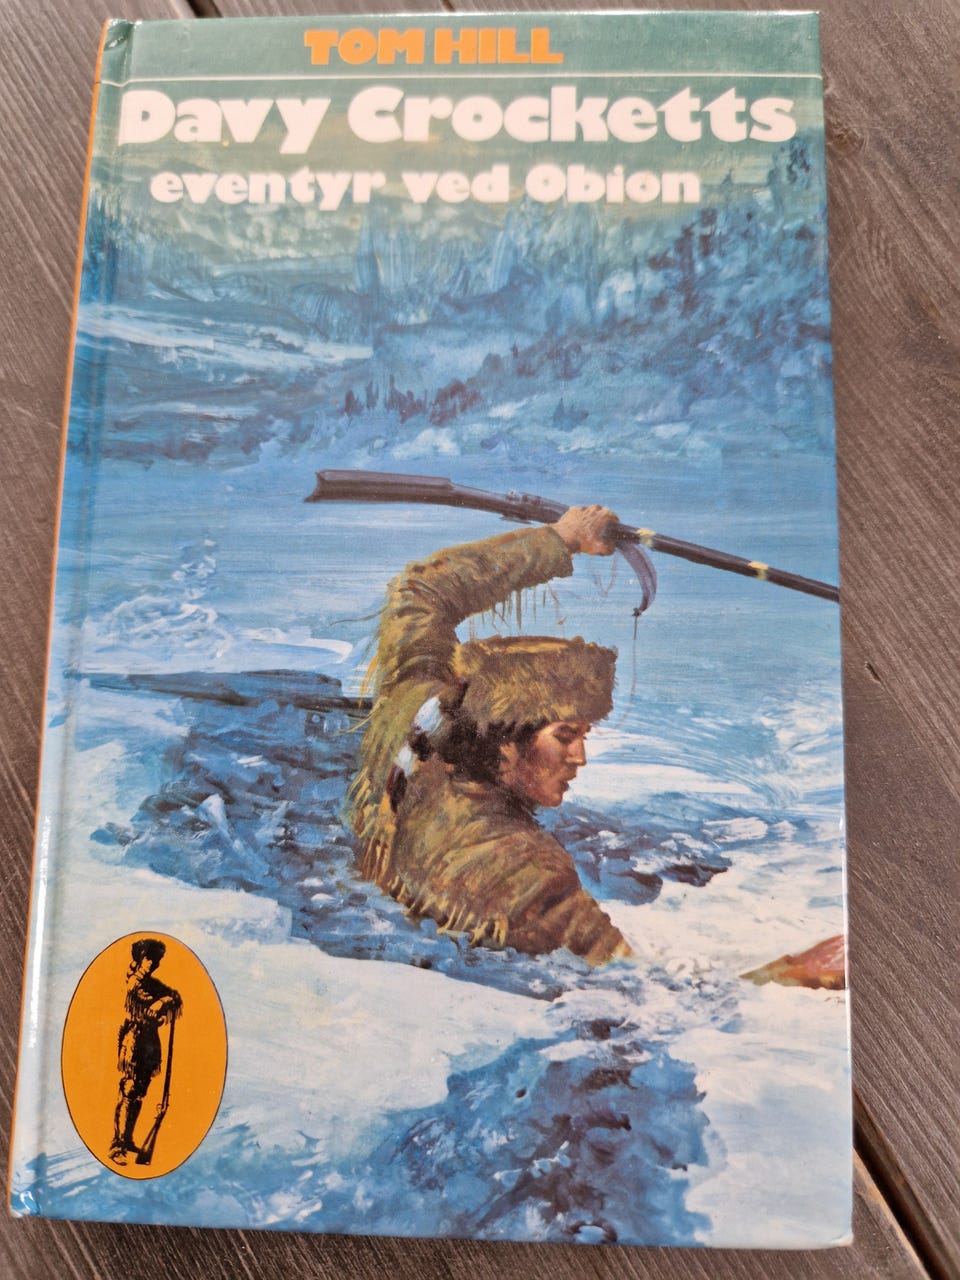 TOM HILL
Davy Crocketts
eventyr ved Obion